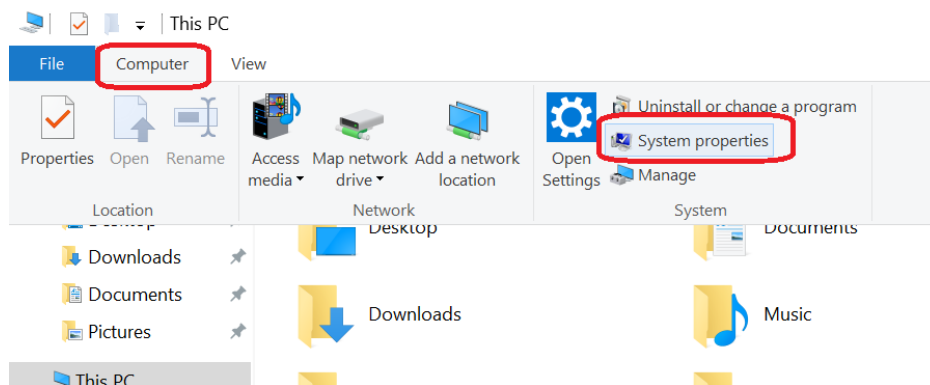 This PC
File Computer View
Properties Open Rename
Access media
Map network drive
Add a network location
Open Settings
Uninstall or change a program
System properties
Manage
Location Network System
Desktop
Downloads
Documents
Pictures
This PC
Desktop Documents
Downloads Music